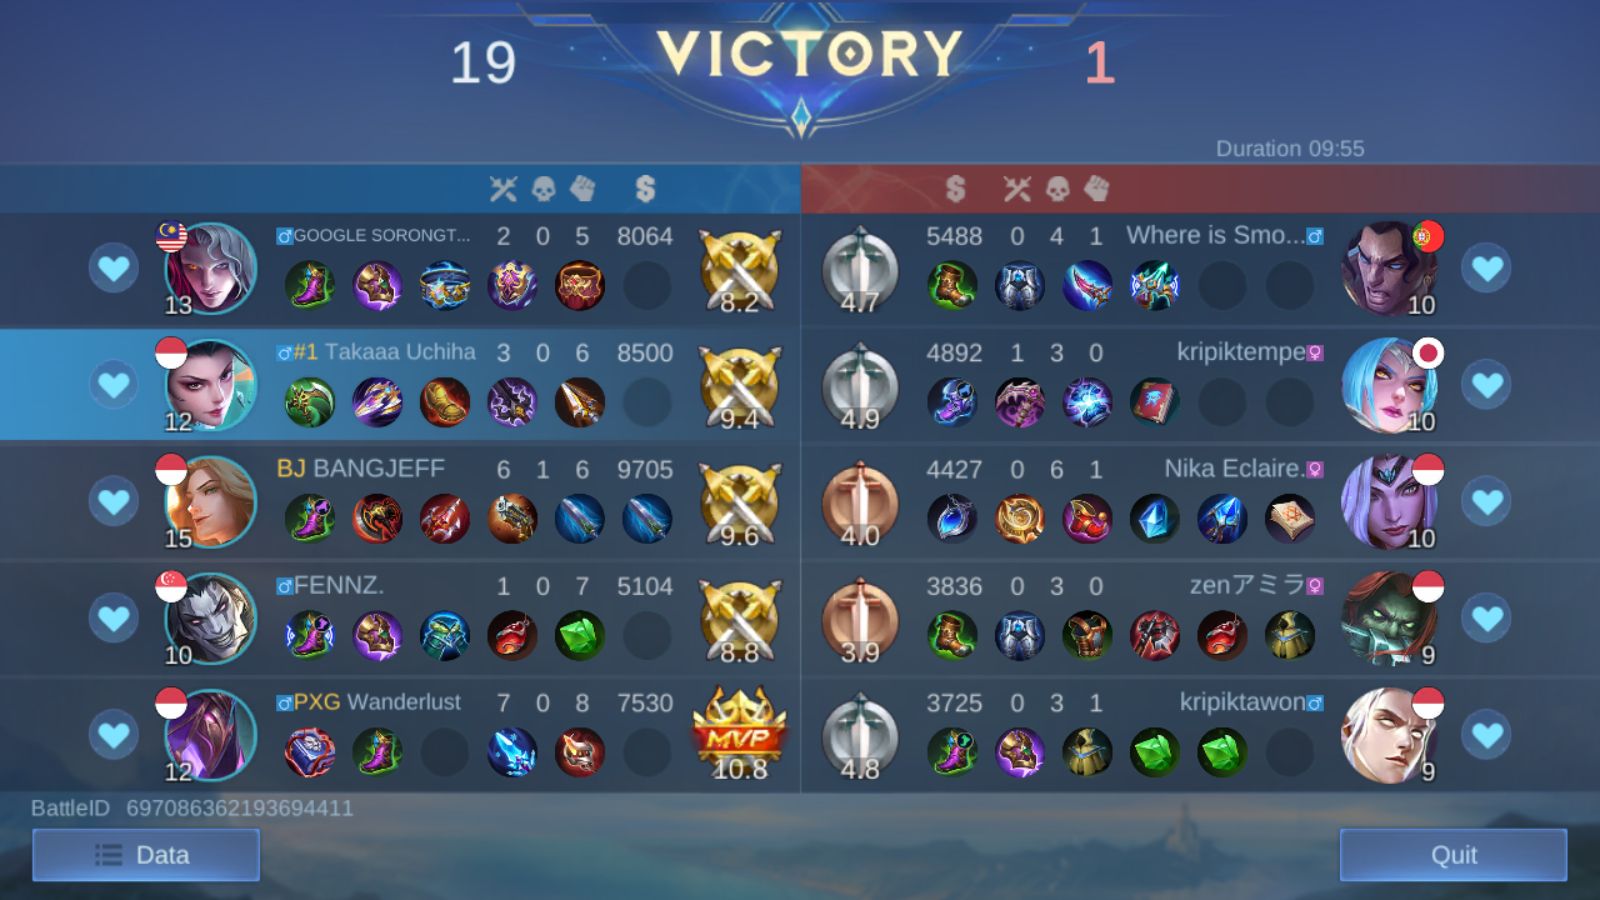 19 VICTORY 1
Duration 09:55
GOOGLE SORONGT... 2 0 5 8064
13 8.2
5488 0 4 1 Where is Smo...
4.7 10
#1 Takaaa Uchiha 3 0 6 8500
12 9.4
4892 1 3 0 kripiktempe
4.9 10
BJ BANGJEFF 6 1 6 9705
15 9.6
4427 0 6 1 Nika Eclaire.
4.0 10
FENNZ. 1 0 7 5104
10 8.8
3836 0 3 0 zenアミラ
3.9 9
PXG Wanderlust 7 0 8 7530
MVP
12 10.8
3725 0 3 1 kripiktawon
4.8 9
BattleID 697086362193694411
Data
Quit